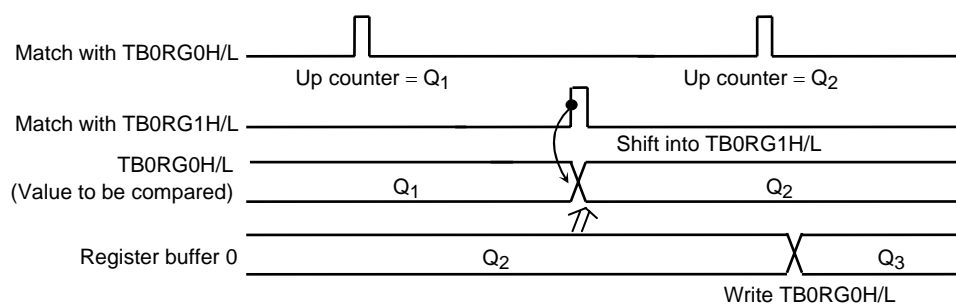 Match with TB0RG0H/L
Up counter = Q1
Up counter = Q2
Match with TB0RG1H/L
Shift into TB0RG1H/L
TB0RG0H/L
(Value to be compared)
Q1
Q2
Register buffer 0
Q2
Q3
Write TB0RG0H/L